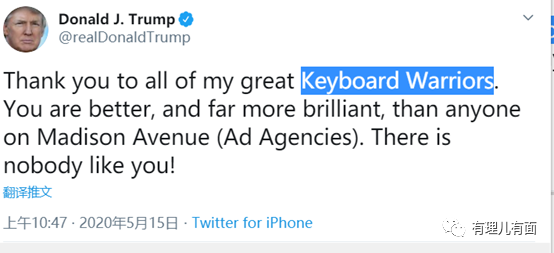 Donald J. Trump
@realDonaldTrump
Thank you to all of my great Keyboard Warriors.
You are better, and far more brilliant, than anyone
on Madison Avenue (Ad Agencies). There is
nobody like you!
翻译推文
上午10:47 · 2020年5月15日 · Twitter for iPhone
有理儿有面